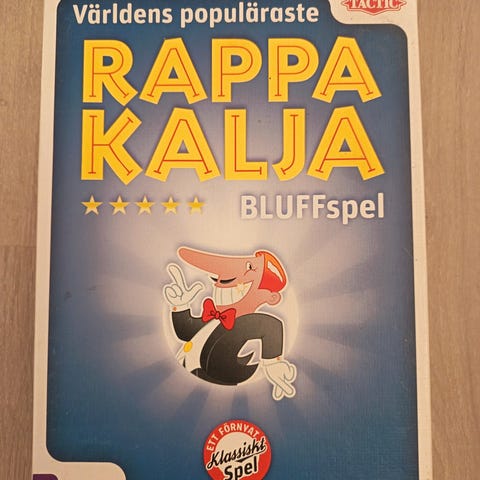 TACTIC
Världens populäraste
RAPPA
KALJA
BLUFFspel
ETT FÖRNYAT
Klassiskt
Spel